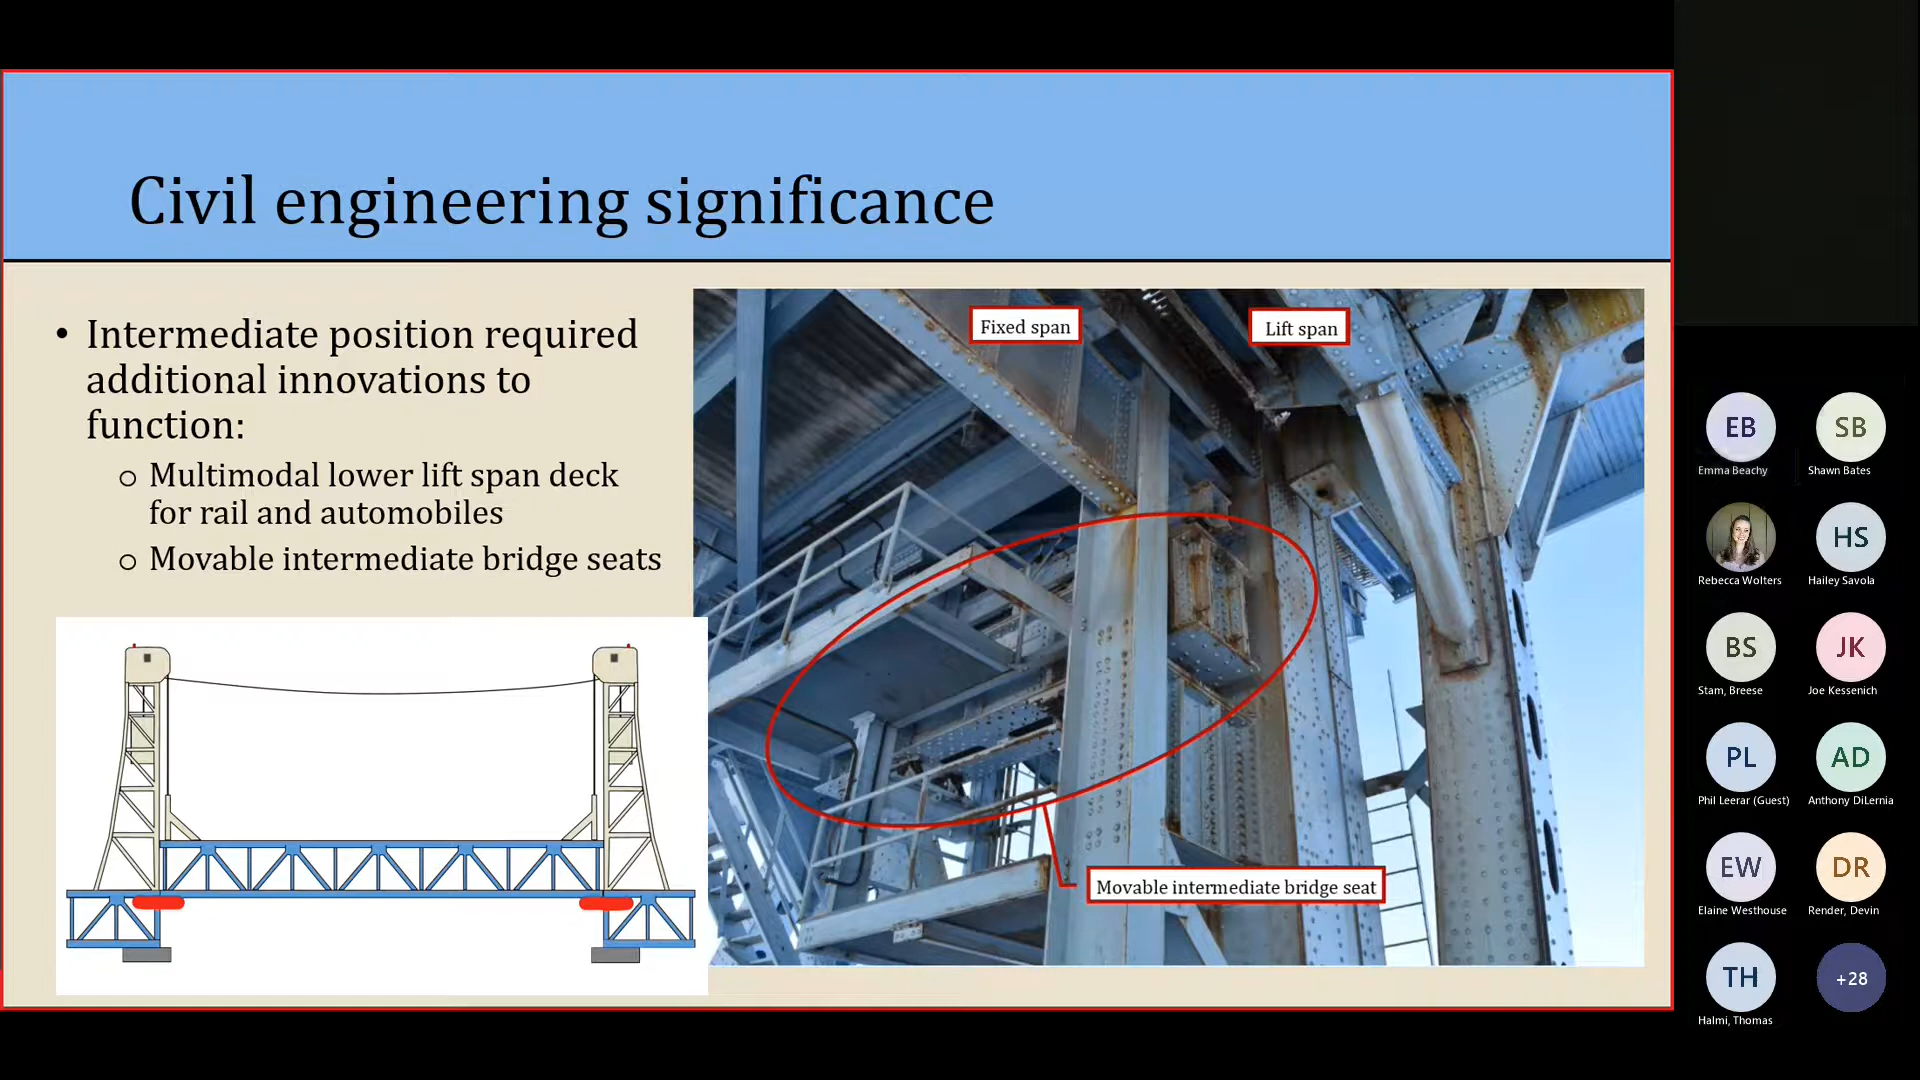 Civil engineering significance
• Intermediate position required
additional innovations to
function:
o Multimodal lower lift span deck
for rail and automobiles
o Movable intermediate bridge seats
Fixed span
Lift span
Movable intermediate bridge seat
EB
Emma Beachy
SB
Shawn Bates
Rebecca Wolters
HS
Hailey Savola
BS
Stam, Breese
JK
Joe Kessenich
PL
Phil Leerar (Guest)
AD
Anthony DiLernia
EW
Elaine Westhouse
DR
Render, Devin
TH
Halmi, Thomas
+28